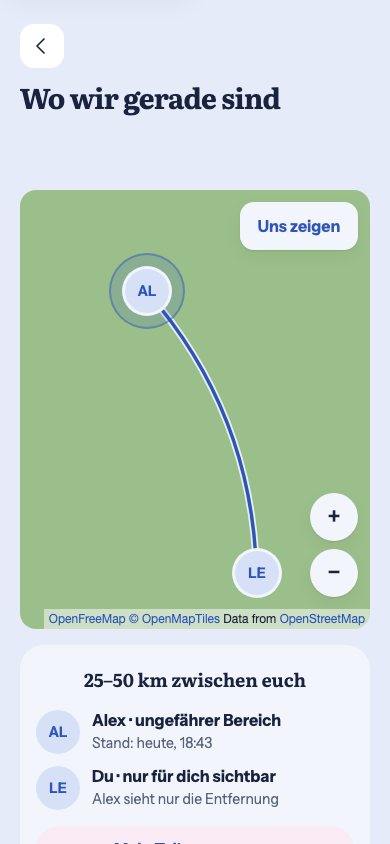 Wo wir gerade sind
Uns zeigen
AL
+
−
LE
OpenFreeMap © OpenMapTiles Data from OpenStreetMap
25–50 km zwischen euch
AL
Alex · ungefährer Bereich
Stand: heute, 18:43
LE
Du · nur für dich sichtbar
Alex sieht nur die Entfernung